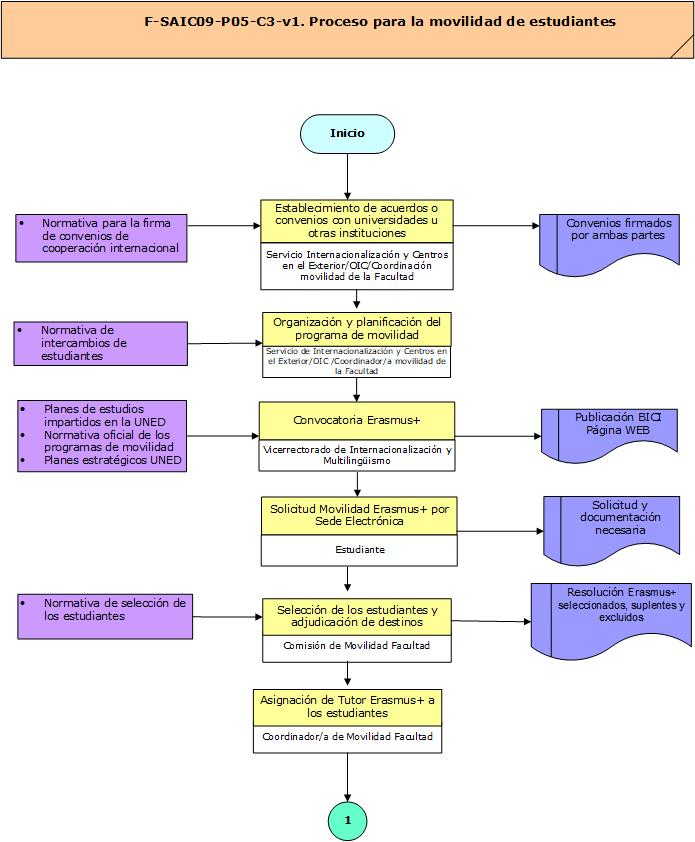 F-SAIC09-P05-C3-v1. Proceso para la movilidad de estudiantes
Inicio
• Normativa para la firma
de convenios de
cooperación internacional
Establecimiento de acuerdos o
convenios con universidades u
otras instituciones
Servicio Internacionalización y Centros
en el Exterior/OIC/Coordinación
movilidad de la Facultad
Convenios firmados
por ambas partes
• Normativa de
intercambios de
estudiantes
Organización y planificación del
programa de movilidad
Servicio de Internacionalización y Centros en
el Exterior/OIC /Coordinador/a movilidad de
la Facultad
• Planes de estudios
impartidos en la UNED
• Normativa oficial de los
programas de movilidad
• Planes estratégicos UNED
Convocatoria Erasmus+
Vicerrectorado de Internacionalización y
Multilingüismo
Publicación BICI
Página WEB
Solicitud Movilidad Erasmus+ por
Sede Electrónica
Estudiante
Solicitud y
documentación
necesaria
• Normativa de selección de
los estudiantes
Selección de los estudiantes y
adjudicación de destinos
Comisión de Movilidad Facultad
Resolución Erasmus+
seleccionados, suplentes y
excluidos
Asignación de Tutor Erasmus+ a
los estudiantes
Coordinador/a de Movilidad Facultad
1